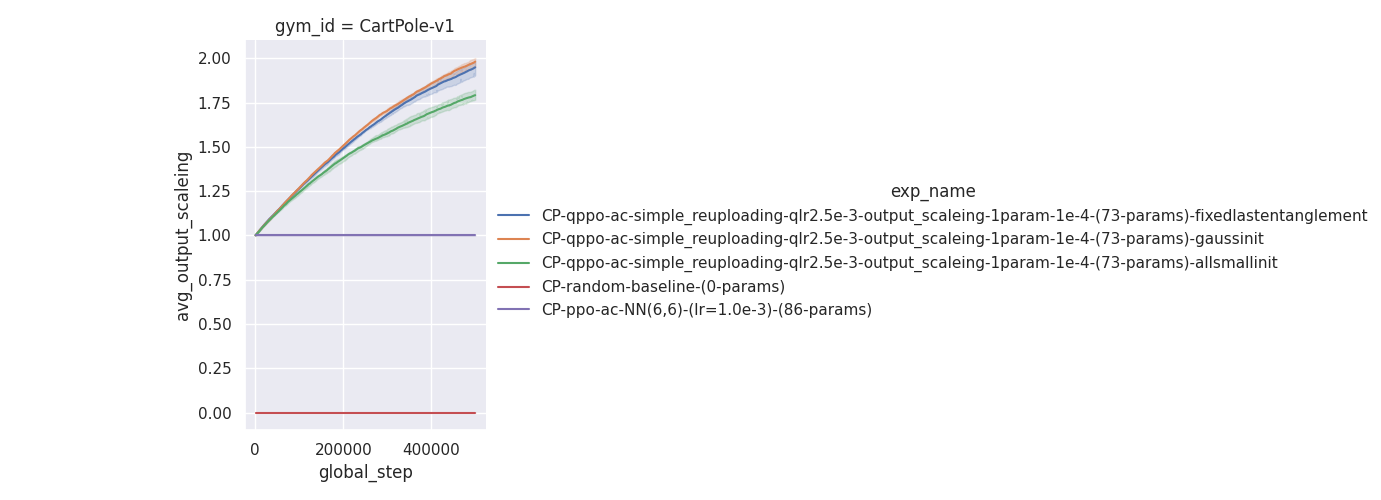 gym_id = CartPole-v1
avg_output_scaleing
2.00
1.75
1.50
1.25
1.00
0.75
0.50
0.25
0.00
0
200000
400000
global_step
exp_name
CP-qppo-ac-simple_reuploading-qlr2.5e-3-output_scaleing-1param-1e-4-(73-params)-fixedlastentanglement
CP-qppo-ac-simple_reuploading-qlr2.5e-3-output_scaleing-1param-1e-4-(73-params)-gaussinit
CP-qppo-ac-simple_reuploading-qlr2.5e-3-output_scaleing-1param-1e-4-(73-params)-allsmallinit
CP-random-baseline-(0-params)
CP-ppo-ac-NN(6,6)-(lr=1.0e-3)-(86-params)